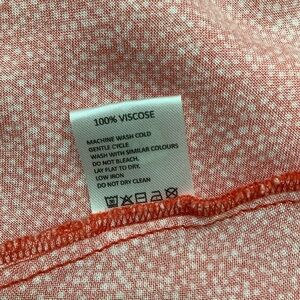 100% VISCOSE
MACHINE WASH COLD
GENTLE CYCLE
WASH WITH SIMILAR COLOURS
DO NOT BLEACH.
LAY FLAT TO DRY.
LOW IRON
DO NOT DRY CLEAN